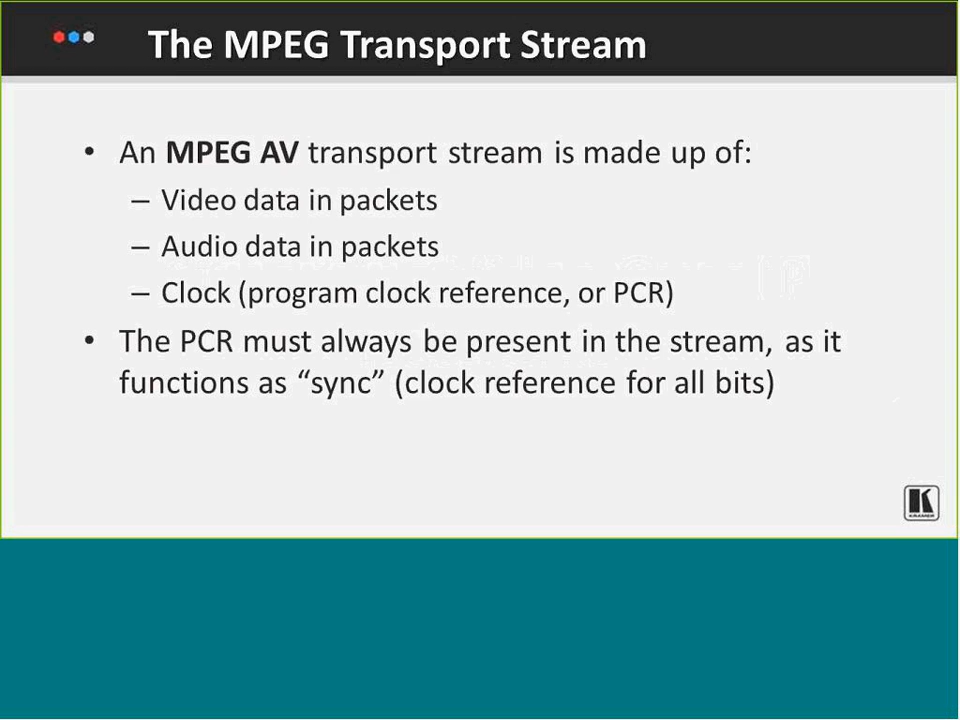 The MPEG Transport Stream
• An MPEG AV transport stream is made up of:
– Video data in packets
– Audio data in packets
– Clock (program clock reference, or PCR)
• The PCR must always be present in the stream, as it
functions as “sync” (clock reference for all bits)
K
KRAMER